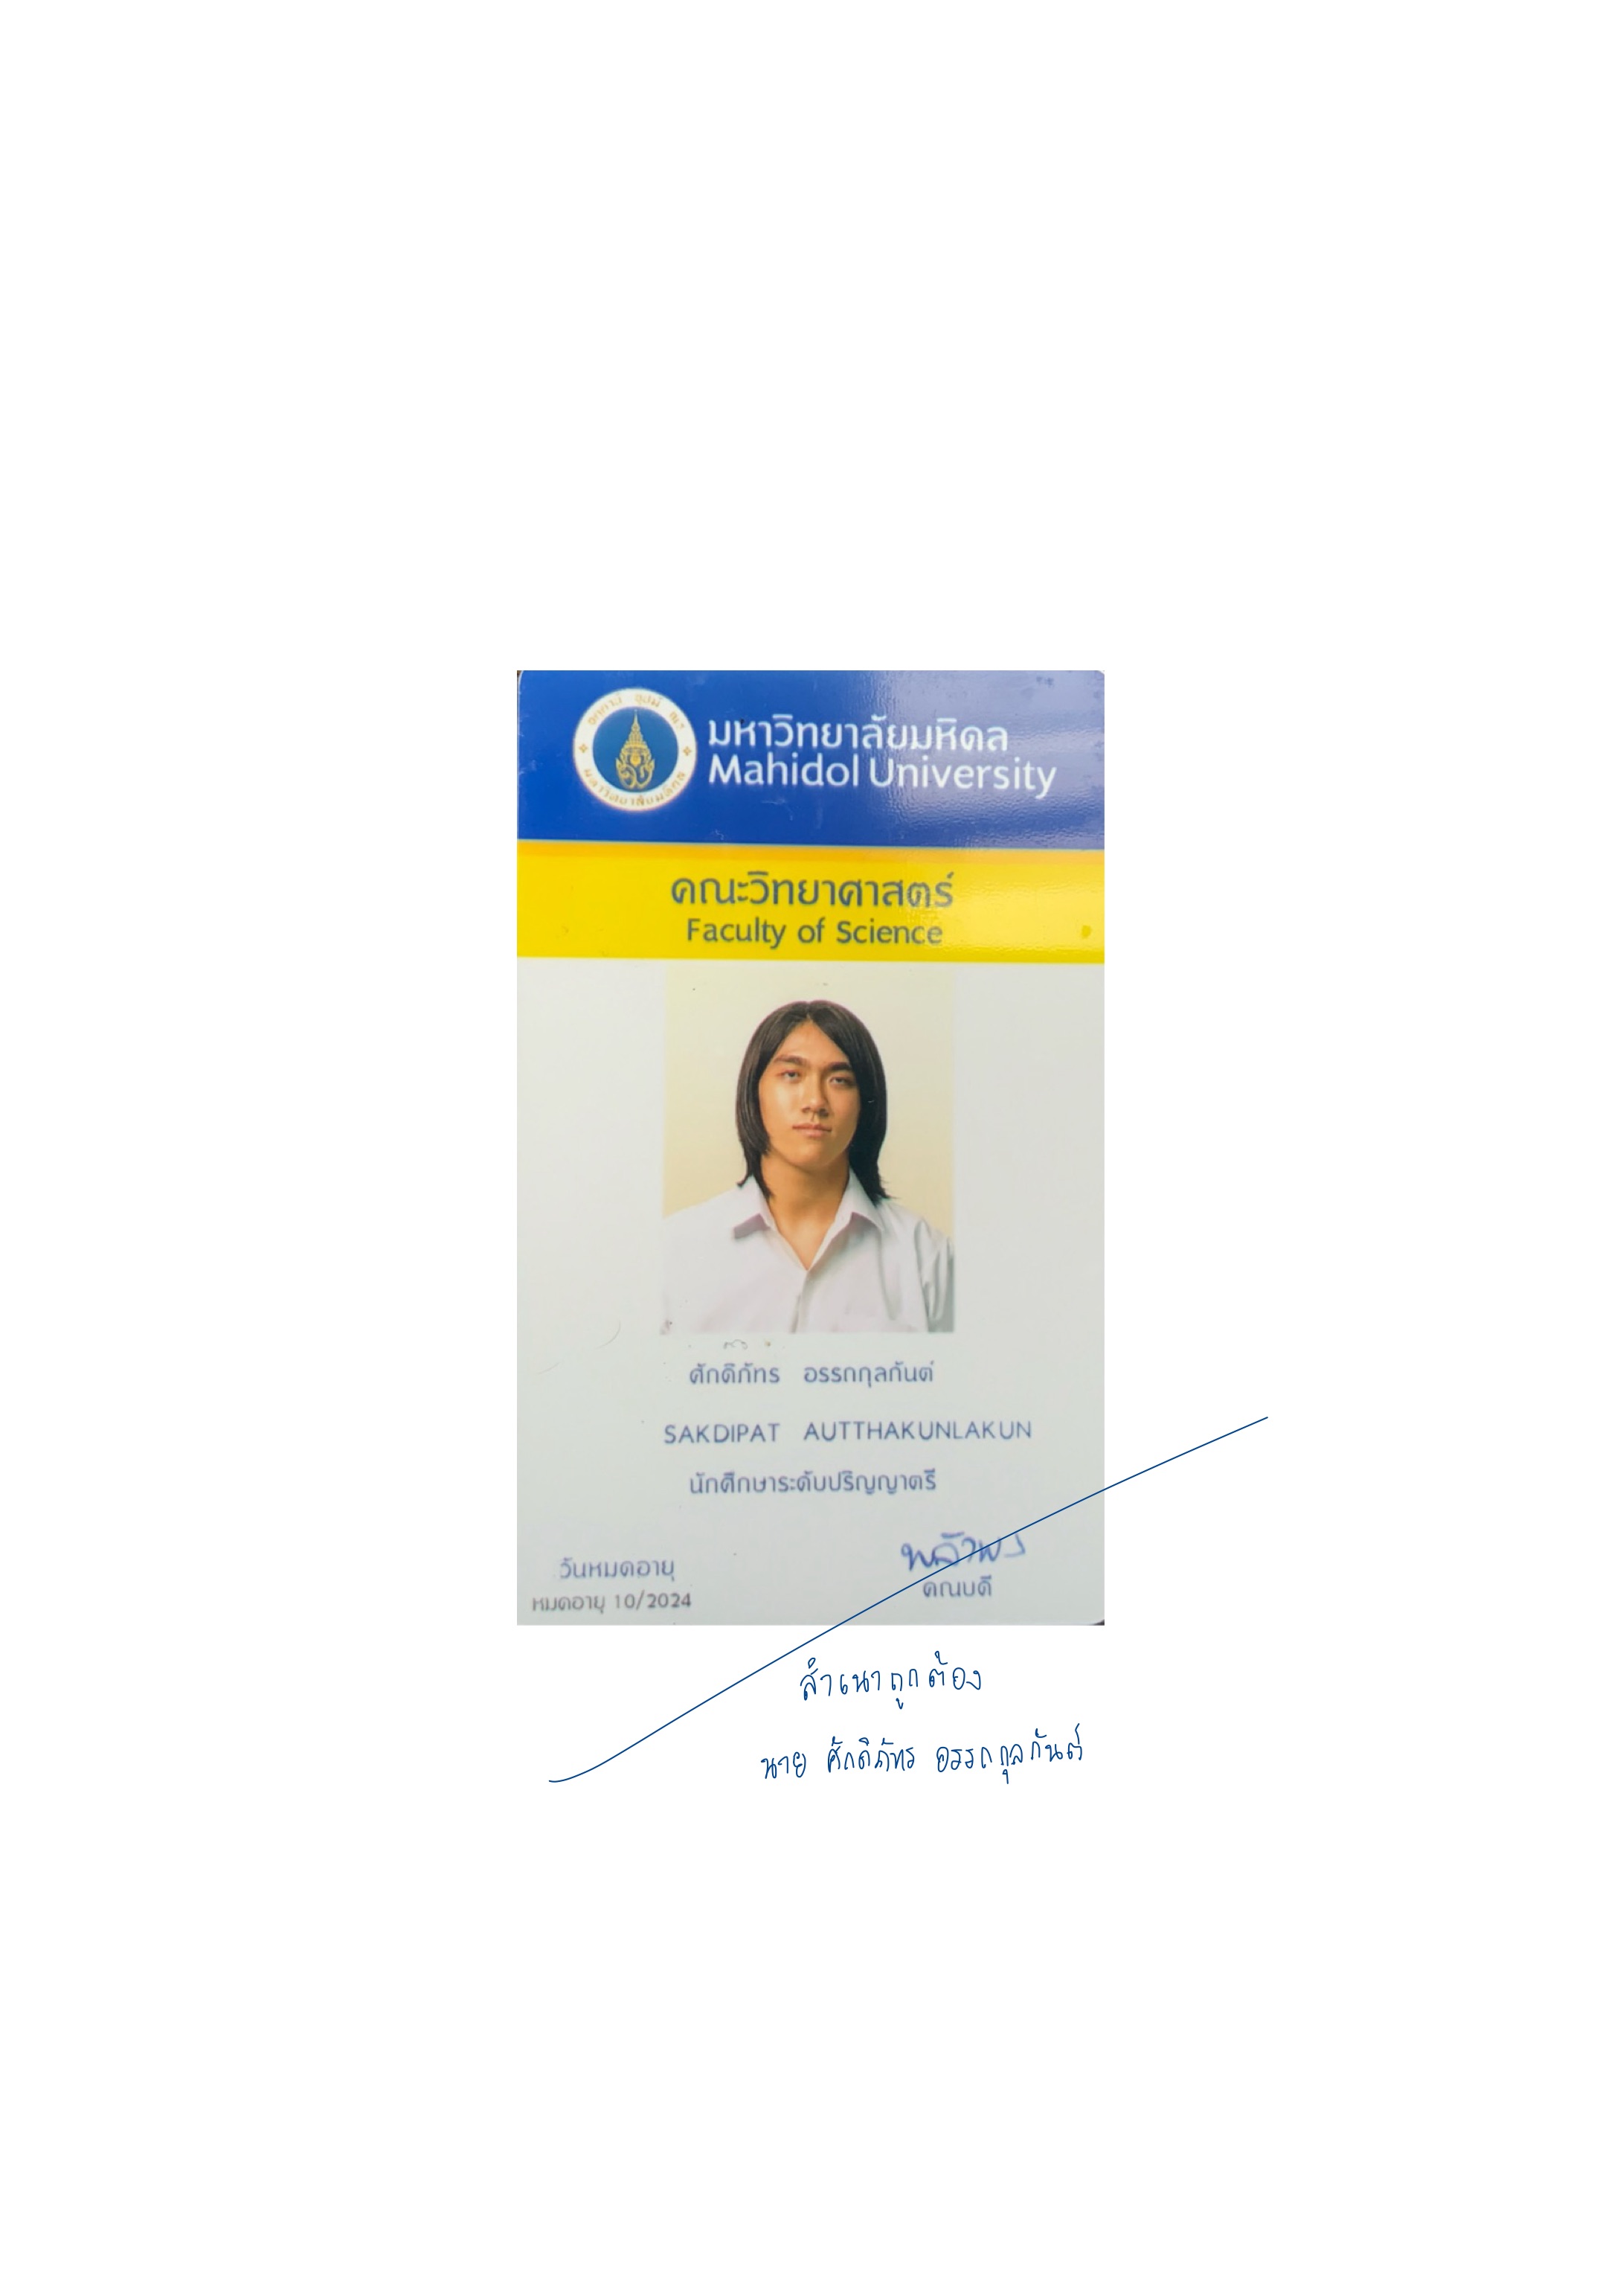 มหาวิทยาลัยมหิดล
Mahidol University
คณะวิทยาศาสตร์
Faculty of Science
ศักดิภัทร อรรถกุลกันต์
SAKDIPAT AUTTHAKUNLAKUN
นักศึกษาระดับปริญญาตรี
คณบดี
วันหมดอายุ
หมดอายุ 10/2024
สำเนาถูกต้อง
นาย ศักดิภัทร อรรถกุลกันต์